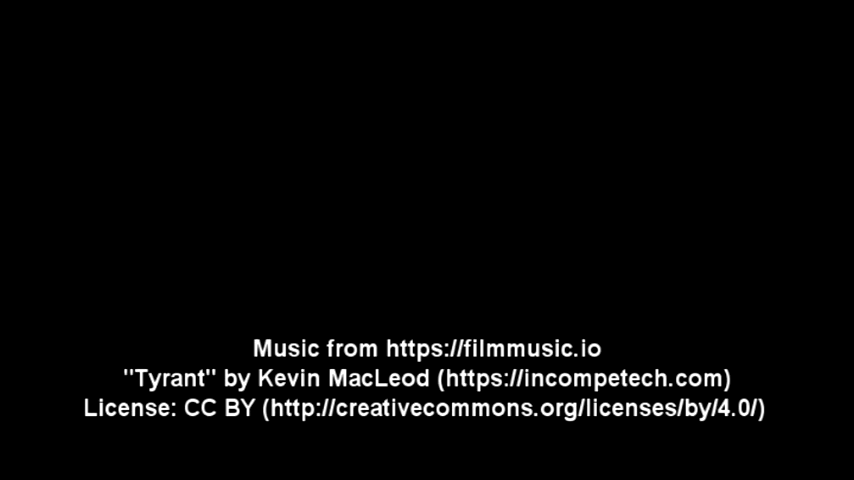 Music from https://filmmusic.io
"Tyrant" by Kevin MacLeod (https://incompetech.com)
License: CC BY (http://creativecommons.org/licenses/by/4.0/)